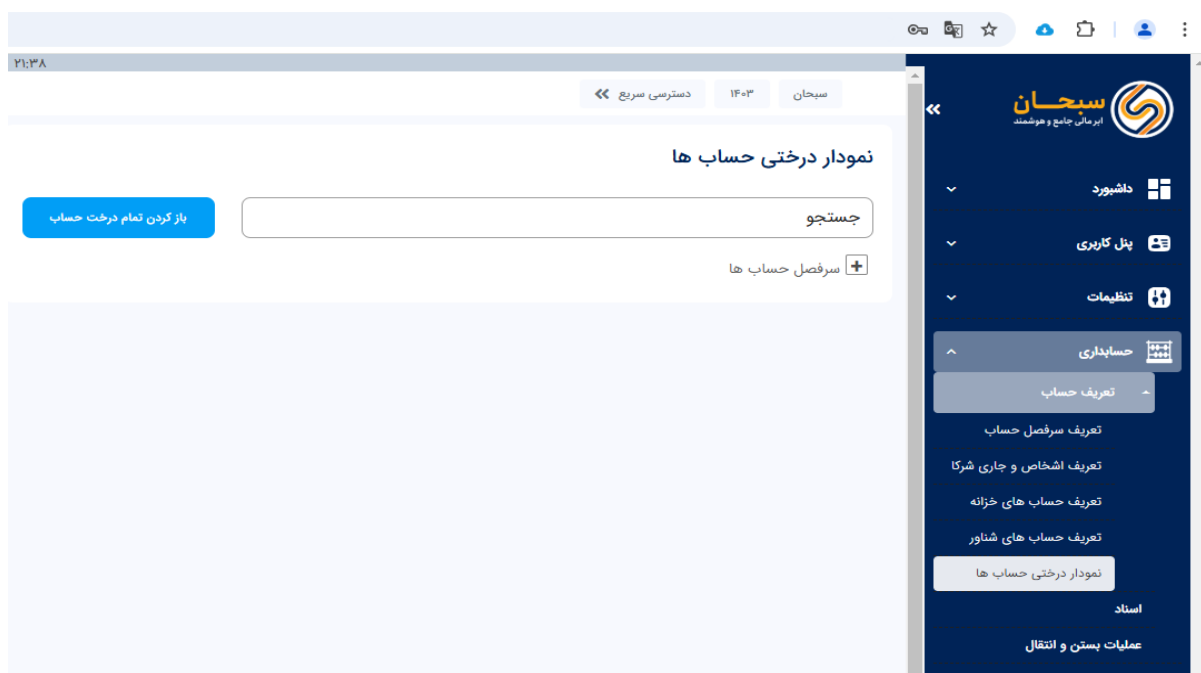 ۲۱:۳۸
سبحان
۱۴۰۳
دسترسی سریع
نمودار درختی حساب ها
جستجو
باز کردن تمام درخت حساب
سرفصل حساب ها
سبحان
ابر مالی جامع و هوشمند
داشبورد
پنل کاربری
تنظیمات
حسابداری
تعریف حساب
تعریف سرفصل حساب
تعریف اشخاص و جاری شرکا
تعریف حساب های خزانه
تعریف حساب های شناور
نمودار درختی حساب ها
اسناد
عملیات بستن و انتقال